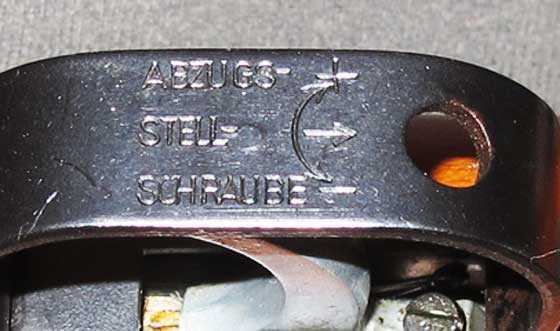 ABZUGS- +
STELL- →
SCHRAUBE -